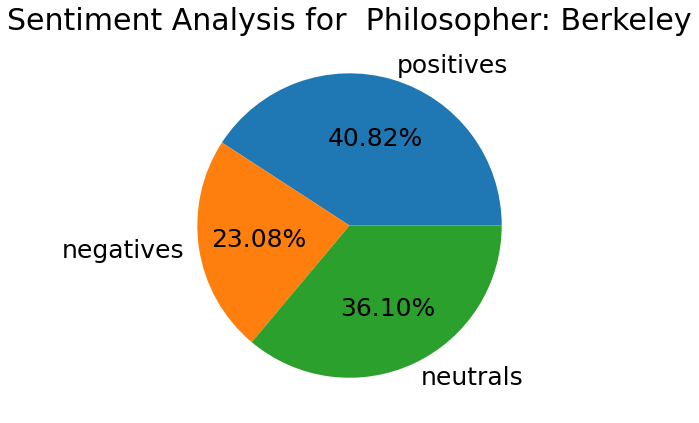 Sentiment Analysis for  Philosopher: Berkeley
positives
40.82%
negatives
23.08%
36.10%
neutrals